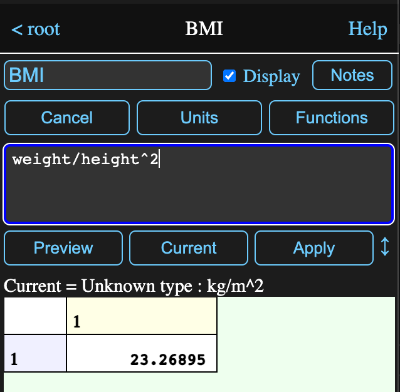 < root BMI Help
BMI Display Notes
Cancel Units Functions
weight/height^2
Preview Current Apply ↕
Current = Unknown type : kg/m^2
1
1 23.26895